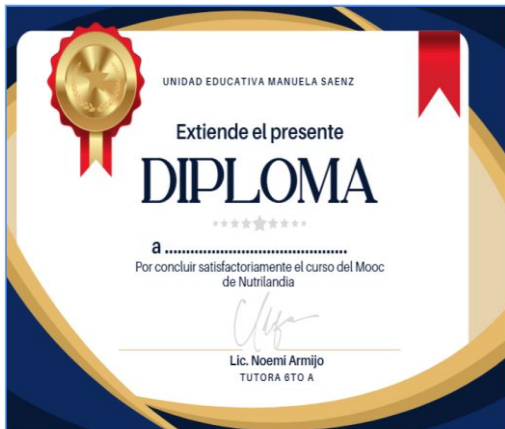 UNIDAD EDUCATIVA MANUELA SAENZ
Extiende el presente
DIPLOMA
a ..........................................
Por concluir satisfactoriamente el curso del Mooc
de Nutrilandia
Lic. Noemi Armijo
TUTORA 6TO A